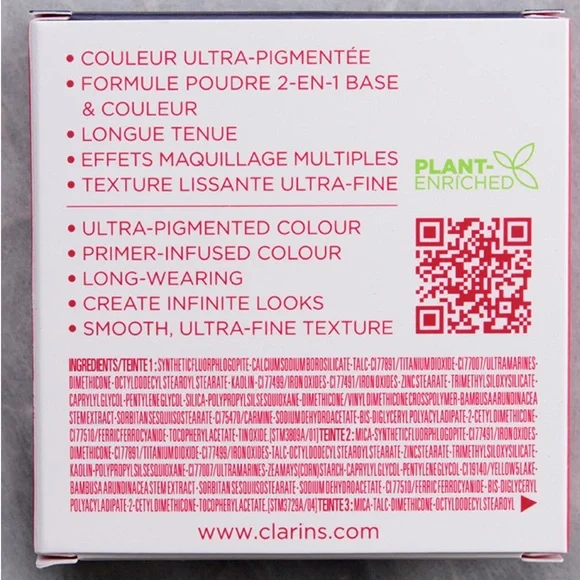 • COULEUR ULTRA-PIGMENTÉE
• FORMULE POUDRE 2-EN-1 BASE
& COULEUR
• LONGUE TENUE
• EFFETS MAQUILLAGE MULTIPLES
• TEXTURE LISSANTE ULTRA-FINE
PLANT-
ENRICHED
• ULTRA-PIGMENTED COLOUR
• PRIMER-INFUSED COLOUR
• LONG-WEARING
• CREATE INFINITE LOOKS
• SMOOTH, ULTRA-FINE TEXTURE
INGREDIENTS/TEINTE 1 : SYNTHETIC FLUORPHLOGOPITE-CALCIUM SODIUM BOROSILICATE-TALC-CI 77891/TITANIUM DIOXIDE-CI 77007/ULTRAMARINES-
DIMETHICONE-OCTYLDODECYL STEAROYL STEARATE-KAOLIN-CI 77499/IRON OXIDES-CI 77491/IRON OXIDES-ZINC STEARATE-TRIMETHYLSILOXYSILICATE-
CAPRYLYL GLYCOL-PENTYLENE GLYCOL-SILICA-POLYPROPYLSILSESQUIOXANE-DIMETHICONE/VINYL DIMETHICONE CROSSPOLYMER-BAMBUSA ARUNDINACEA
STEM EXTRACT-SORBITAN SESQUIISOSTEARATE-CI 75470/CARMINE-SODIUM DEHYDROACETATE-BIS-DIGLYCERYL POLYACYLADIPATE-2-CETYL DIMETHICONE-
CI 77510/FERRIC FERROCYANIDE-TOCOPHERYL ACETATE-TIN OXIDE.[STM3809A/01] TEINTE 2 : MICA-SYNTHETIC FLUORPHLOGOPITE-CI 77491/IRON OXIDES-
DIMETHICONE-CI 77891/TITANIUM DIOXIDE-CI 77499/IRON OXIDES-TALC-OCTYLDODECYL STEAROYL STEARATE-ZINC STEARATE-TRIMETHYLSILOXYSILICATE-
KAOLIN-POLYPROPYLSILSESQUIOXANE-CI 77007/ULTRAMARINES-ZEA MAYS (CORN) STARCH-CAPRYLYL GLYCOL-PENTYLENE GLYCOL-CI 19140/YELLOW 5 LAKE-
BAMBUSA ARUNDINACEA STEM EXTRACT - SORBITAN SESQUIISOSTEARATE-SODIUM DEHYDROACETATE-CI 77510/FERRIC FERROCYANIDE-BIS-DIGLYCERYL
POLYACYLADIPATE-2-CETYL DIMETHICONE-TOCOPHERYL ACETATE.[STM3729A/04] TEINTE 3 : MICA-TALC-DIMETHICONE-OCTYLDODECYL STEAROYL
www.clarins.com